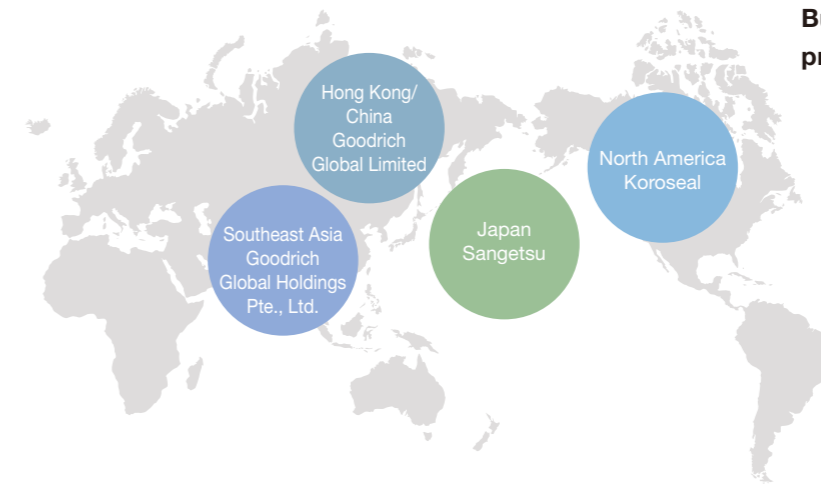 Hong Kong/
China
Goodrich
Global Limited
North America
Koroseal
Japan
Sangetsu
Southeast Asia
Goodrich
Global Holdings
Pte., Ltd.